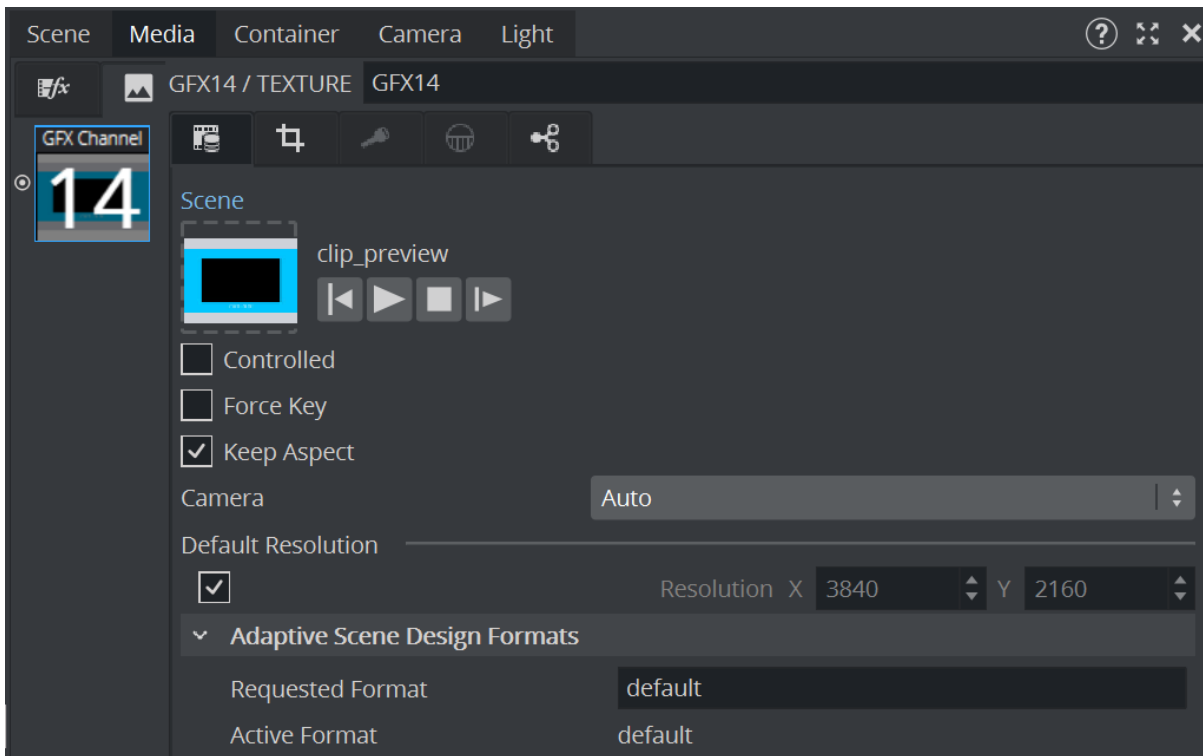 Scene Media Container Camera Light ?
fx GFX14 / TEXTURE GFX14
GFX Channel
14
Scene
clip_preview
Controlled
Force Key
Keep Aspect
Camera Auto
Default Resolution
Resolution X 3840 Y 2160
Adaptive Scene Design Formats
Requested Format default
Active Format default